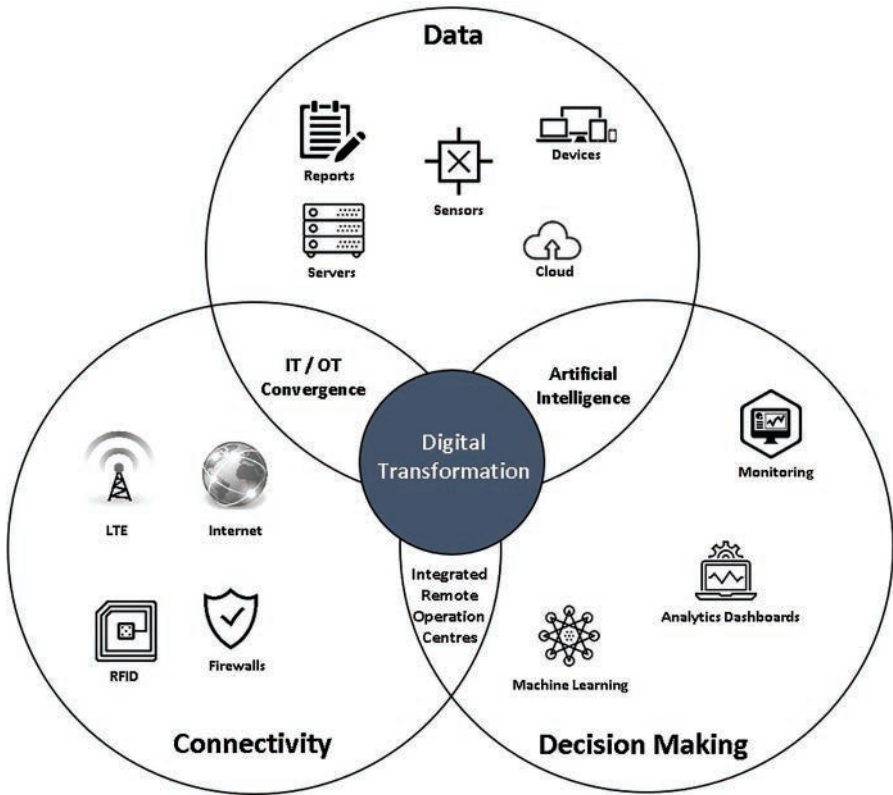 Data
Reports
Sensors
Devices
Servers
Cloud
IT / OT
Convergence
Artificial
Intelligence
Digital
Transformation
Monitoring
LTE
Internet
Integrated
Remote
Operation
Centres
Analytics Dashboards
RFID
Firewalls
Machine Learning
Connectivity
Decision Making